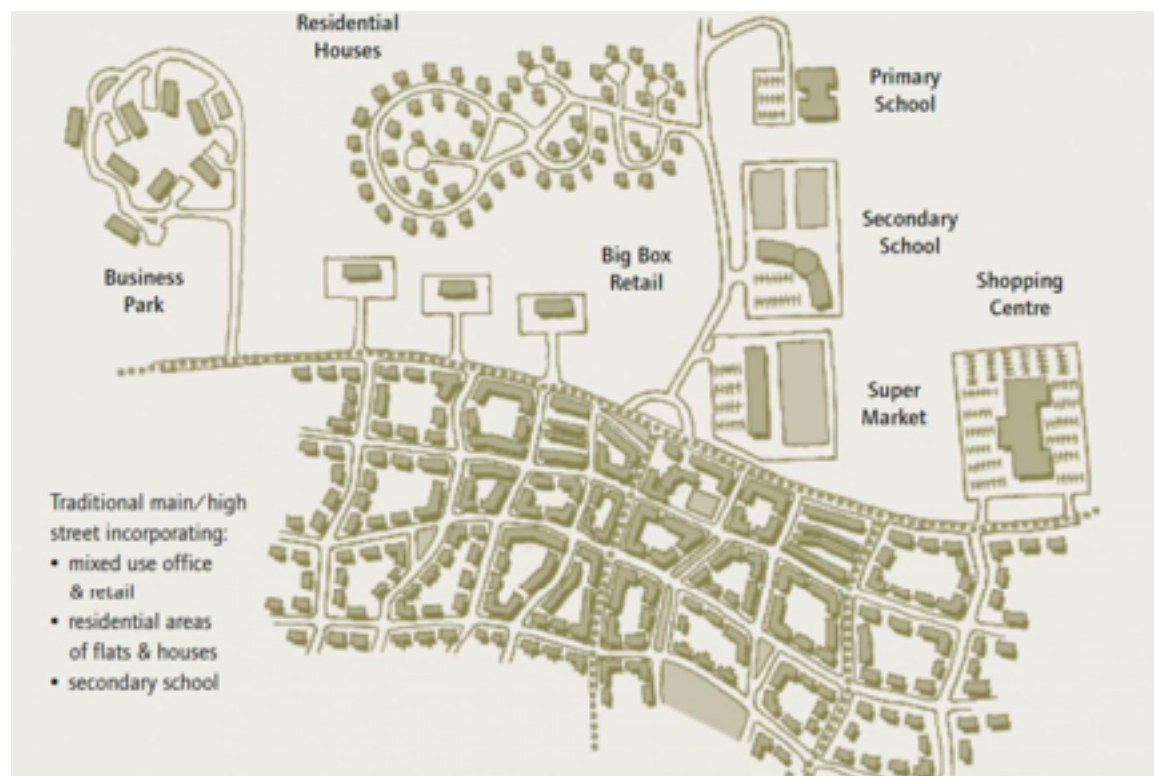 Residential
Houses
Primary
School
Secondary
School
Big Box
Retail
Business
Park
Shopping
Centre
Super
Market
Traditional main/high
street incorporating:
• mixed use office
& retail
• residential areas
of flats & houses
• secondary school